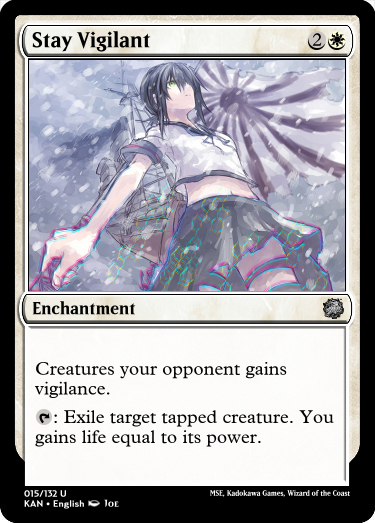 Stay Vigilant 2
Enchantment
Creatures your opponent gains
vigilance.
: Exile target tapped creature. You
gains life equal to its power.
015/132 U
KAN • English JOE
MSE, Kadokawa Games, Wizard of the Coast